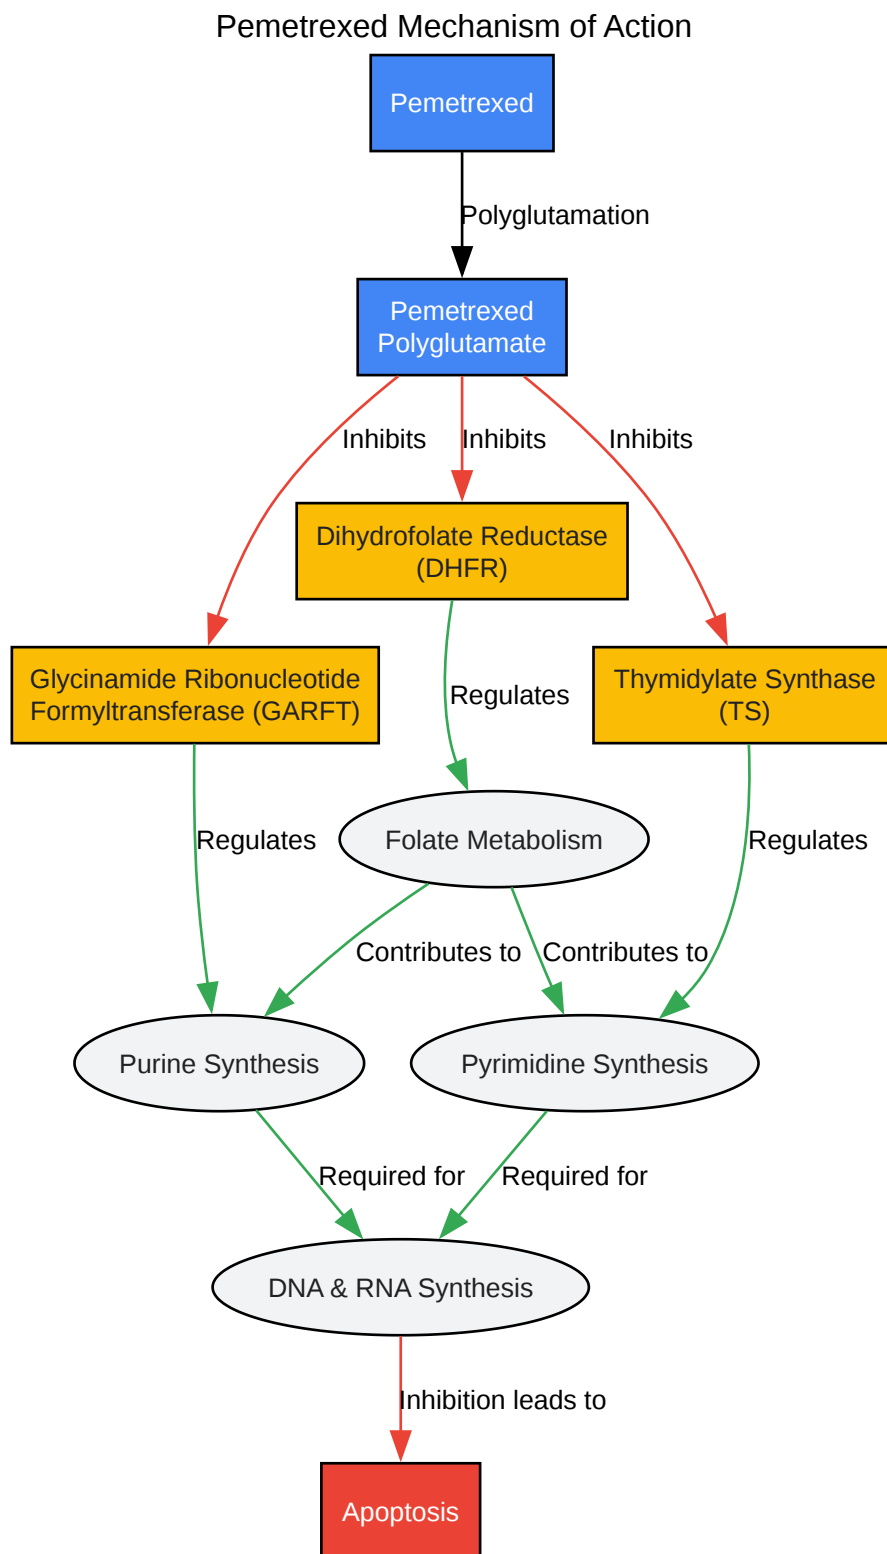 Pemetrexed Mechanism of Action
Pemetrexed
Polyglutamation
Pemetrexed
Polyglutamate
Inhibits
Inhibits
Inhibits
Dihydrofolate Reductase
(DHFR)
Glycinamide Ribonucleotide
Formyltransferase (GARFT)
Regulates
Thymidylate Synthase
(TS)
Regulates
Folate Metabolism
Regulates
Contributes to
Contributes to
Purine Synthesis
Pyrimidine Synthesis
Required for
Required for
DNA & RNA Synthesis
Inhibition leads to
Apoptosis